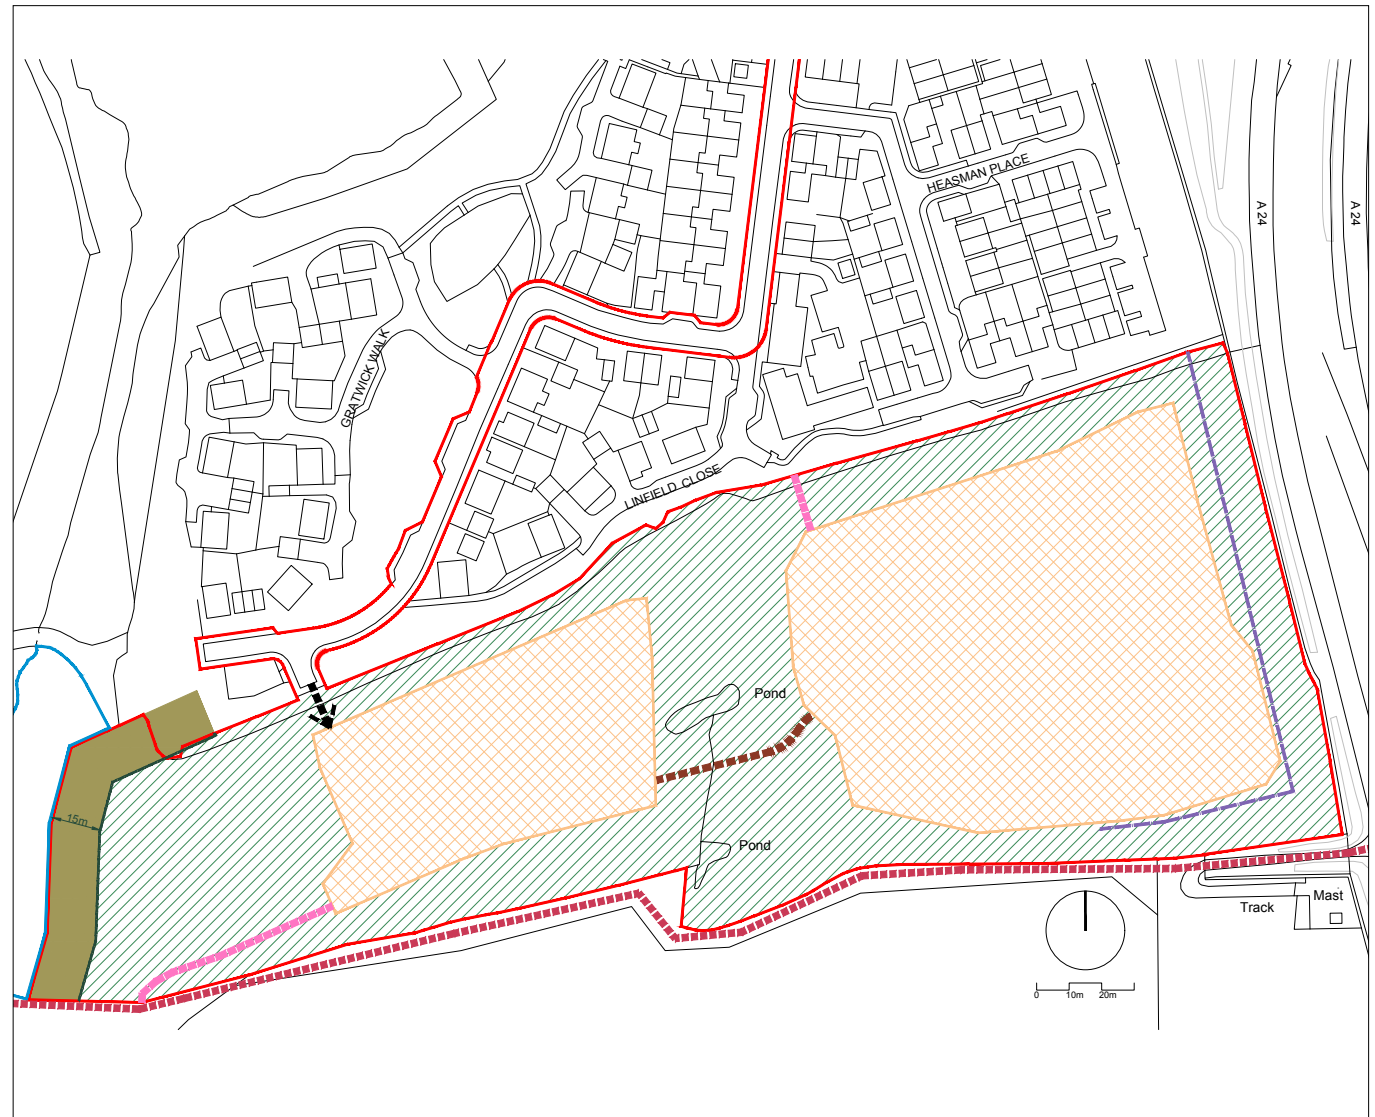 HEASMAN PLACE
A 24
A 24
GRATWICK WALK
LINFIELD CLOSE
Pond
15m
Pond
Mast
Track
0 10m 20m